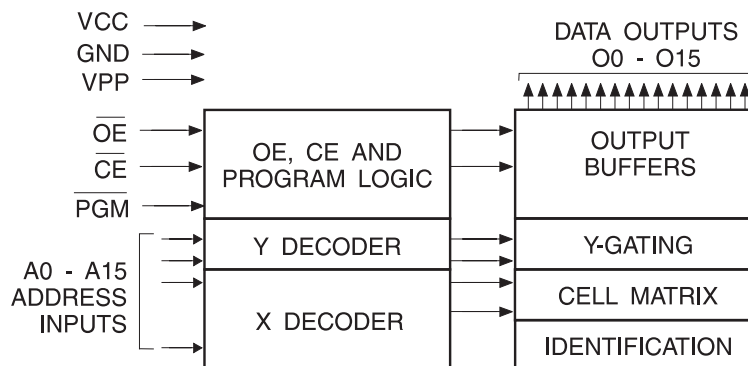 VCC
GND
VPP
DATA OUTPUTS
O0 - O15
OE
CE
PGM
OE, CE AND
PROGRAM LOGIC
OUTPUT
BUFFERS
A0 - A15
ADDRESS
INPUTS
Y DECODER
Y-GATING
X DECODER
CELL MATRIX
IDENTIFICATION